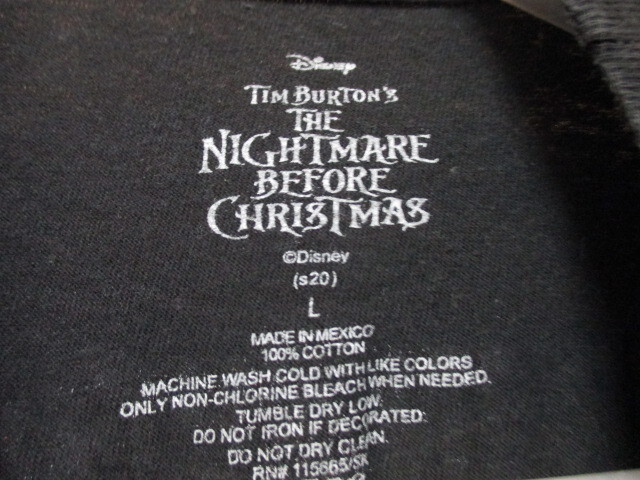 Disney
TIM BURTON'S
THE
NIGHTMARE
BEFORE
CHRISTMAS
©Disney
(s20)
L
MADE IN MEXICO
100% COTTON
MACHINE WASH COLD WITH LIKE COLORS
ONLY NON-CHLORINE BLEACH WHEN NEEDED.
TUMBLE DRY LOW.
DO NOT IRON IF DECORATED.
DO NOT DRY CLEAN.
RN# 115665/SK